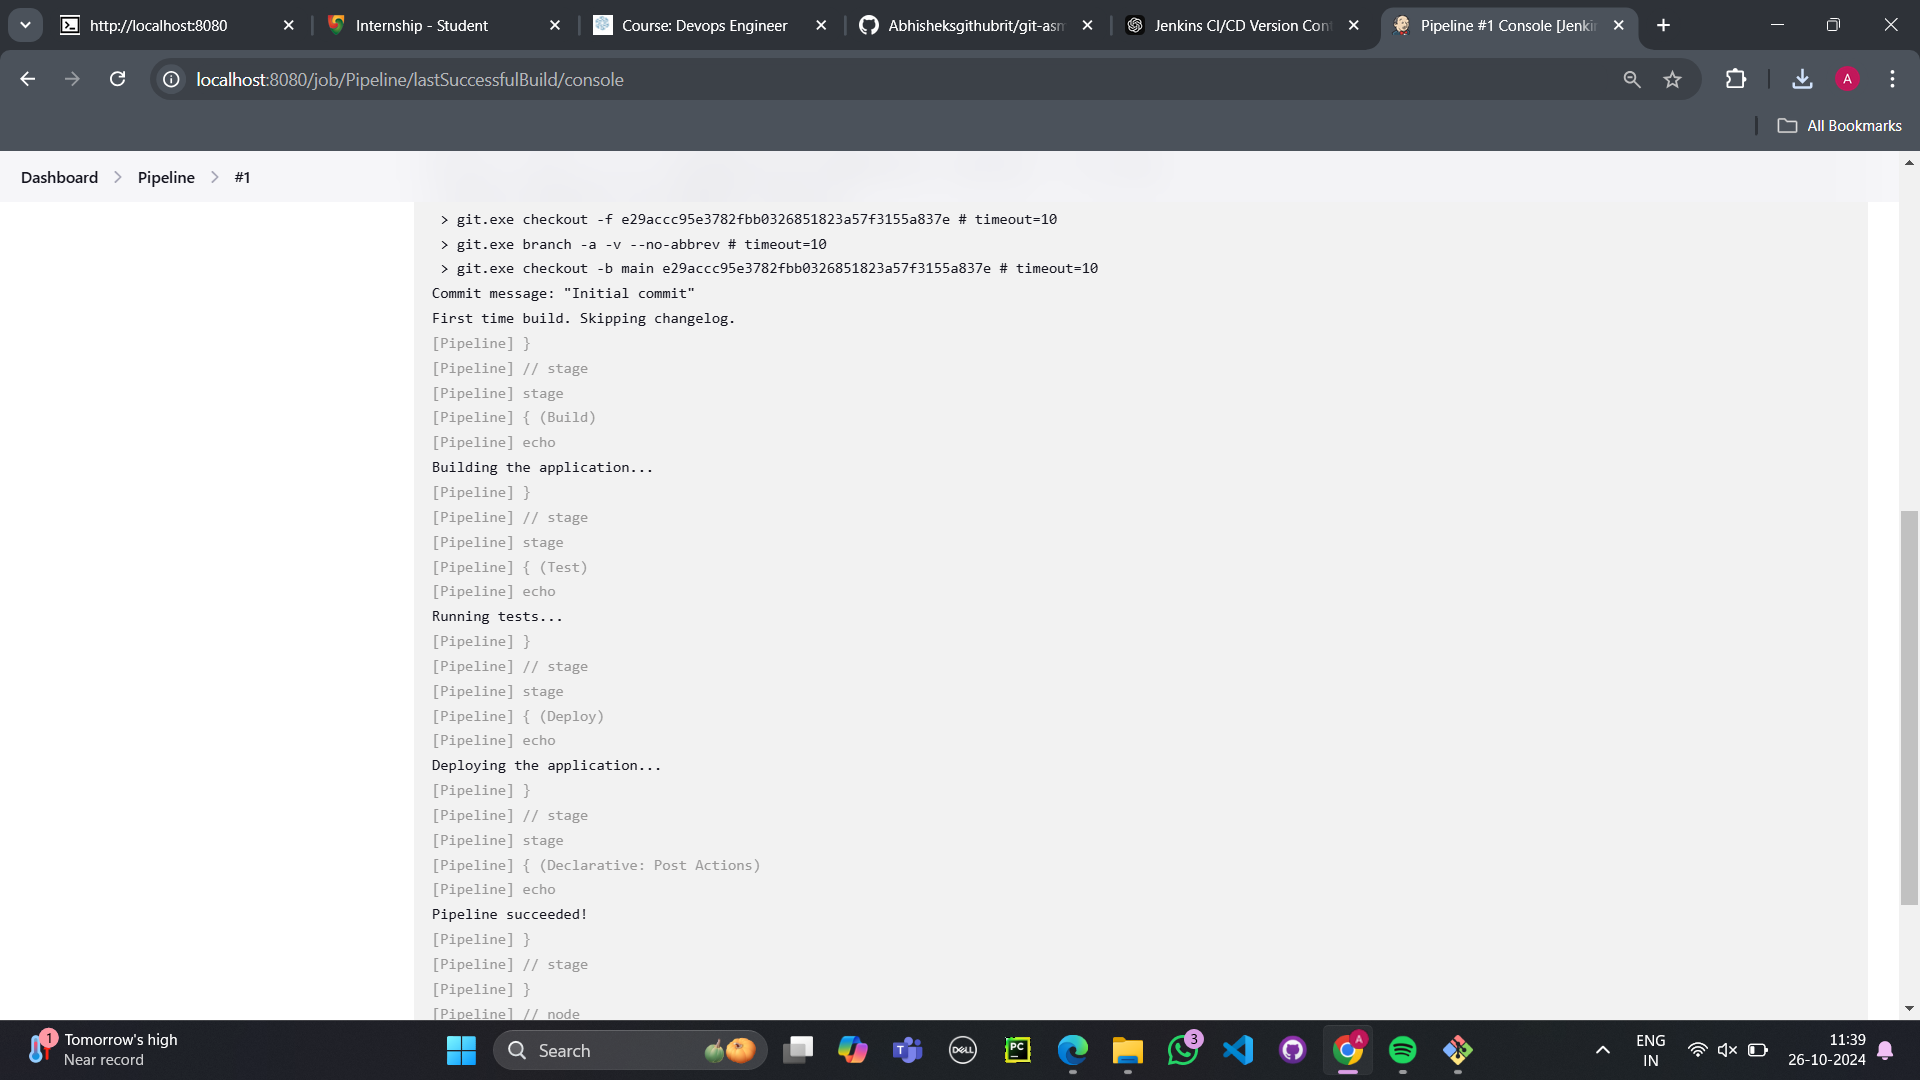 http://localhost:8080
Internship - Student
Course: Devops Engineer
Abhisheksgithubrit/git-asm
Jenkins CI/CD Version Cont
Pipeline #1 Console [Jenkin
localhost:8080/job/Pipeline/lastSuccessfulBuild/console
A
All Bookmarks
Dashboard > Pipeline > #1
> git.exe checkout -f e29accc95e3782fbb0326851823a57f3155a837e # timeout=10
> git.exe branch -a -v --no-abbrev # timeout=10
> git.exe checkout -b main e29accc95e3782fbb0326851823a57f3155a837e # timeout=10
Commit message: "Initial commit"
First time build. Skipping changelog.
[Pipeline] }
[Pipeline] // stage
[Pipeline] stage
[Pipeline] { (Build)
[Pipeline] echo
Building the application...
[Pipeline] }
[Pipeline] // stage
[Pipeline] stage
[Pipeline] { (Test)
[Pipeline] echo
Running tests...
[Pipeline] }
[Pipeline] // stage
[Pipeline] stage
[Pipeline] { (Deploy)
[Pipeline] echo
Deploying the application...
[Pipeline] }
[Pipeline] // stage
[Pipeline] stage
[Pipeline] { (Declarative: Post Actions)
[Pipeline] echo
Pipeline succeeded!
[Pipeline] }
[Pipeline] // stage
[Pipeline] }
[Pipeline] // node
1
Tomorrow's high
Near record
Search
DELL
PC
3
A
ENG
IN
11:39
26-10-2024